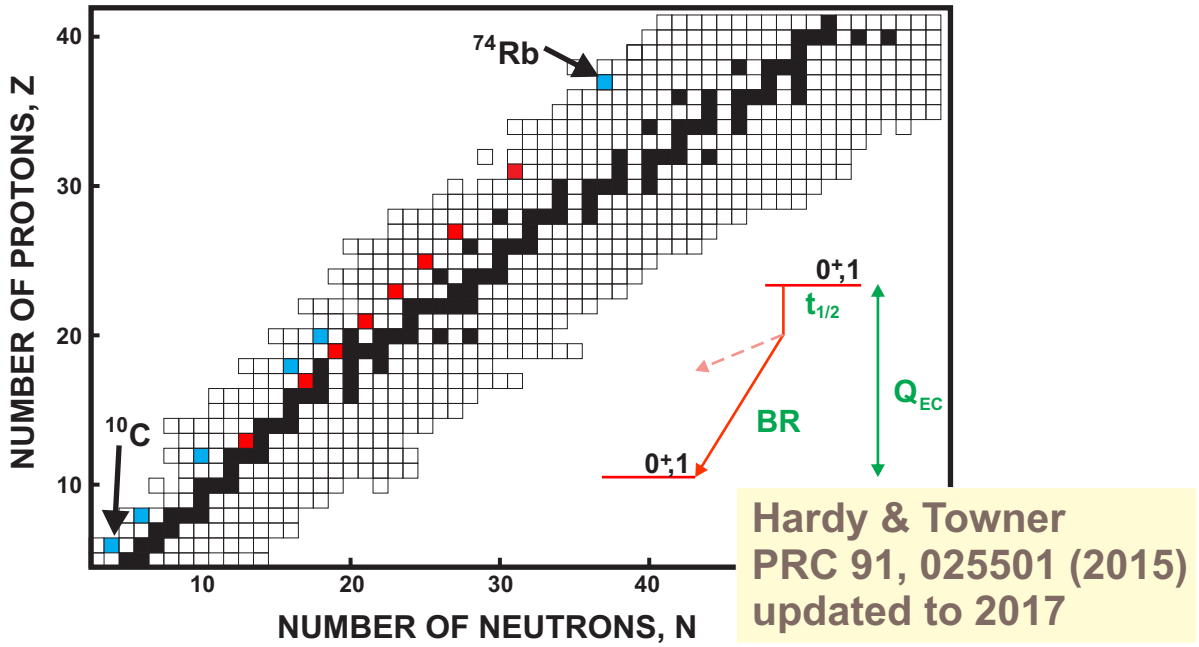 40
⁷⁴Rb
30
NUMBER OF PROTONS, Z
0⁺,1
t₁/₂
20
Q_EC
BR
¹⁰C
0⁺,1
10
10 20 30 40
NUMBER OF NEUTRONS, N
Hardy & Towner
PRC 91, 025501 (2015)
updated to 2017